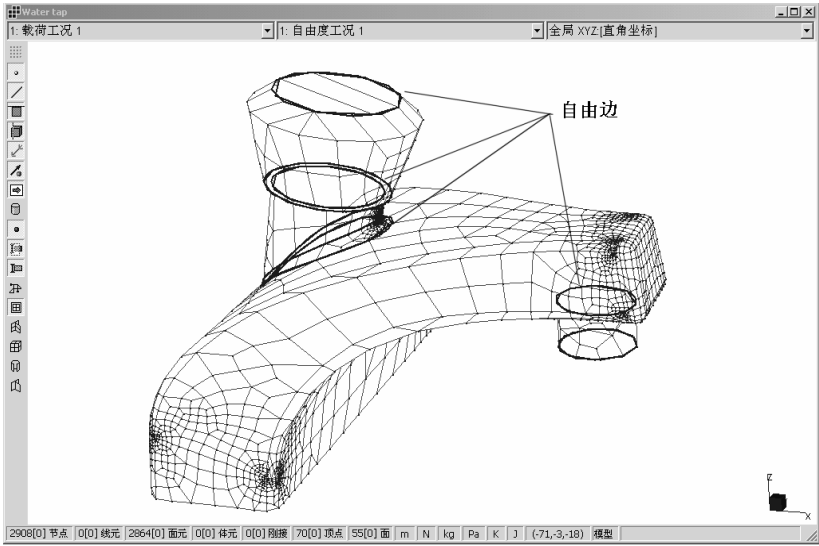 Water tap
1: 载荷工况 1 1: 自由度工况 1 全局 XYZ:[直角坐标]
自由边
Z
X
2908[0] 节点 0[0] 线元 2864[0] 面元 0[0] 体元 0[0] 刚接 70[0] 顶点 55[0] 面 m N kg Pa K J (-71,-3,-18) 模型